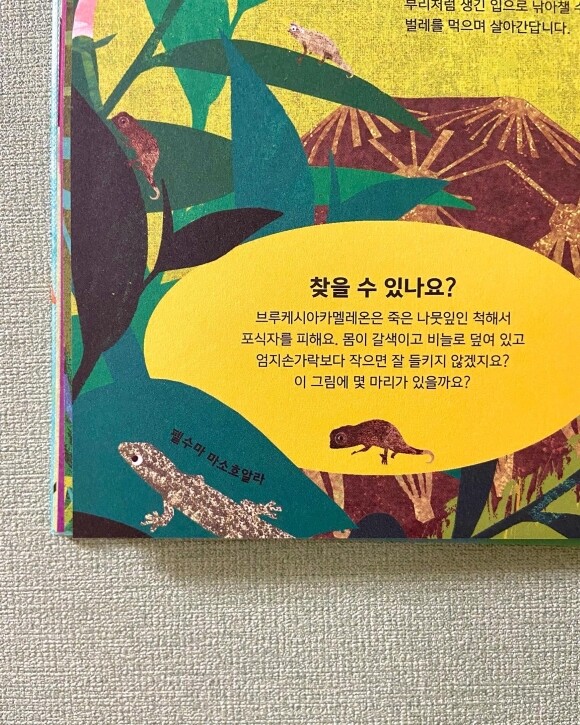 부리처럼 생긴 입으로 낚아챌 수
벌레를 먹으며 살아간답니다.
찾을 수 있나요?
브루케시아카멜레온은 죽은 나뭇잎인 척해서
포식자를 피해요. 몸이 갈색이고 비늘로 덮여 있고
엄지손가락보다 작으면 잘 들키지 않겠지요?
이 그림에 몇 마리가 있을까요?
펠수마 마소호알라